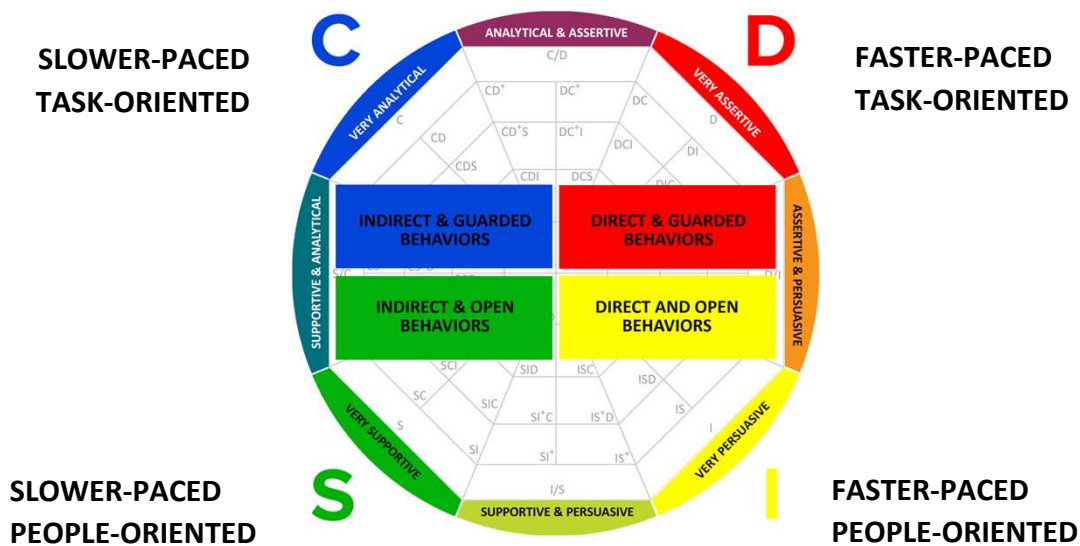 C
D
SLOWER-PACED
TASK-ORIENTED
FASTER-PACED
TASK-ORIENTED
ANALYTICAL & ASSERTIVE
VERY ANALYTICAL
VERY ASSERTIVE
C/D
CD⁺
DC⁺
DC
C
D
CD
CD⁺S
DC⁺I
DCI
DI
CDS
CDI
DCS
SUPPORTIVE & ANALYTICAL
INDIRECT & GUARDED
BEHAVIORS
DIRECT & GUARDED
BEHAVIORS
ASSERTIVE & PERSUASIVE
INDIRECT & OPEN
BEHAVIORS
DIRECT AND OPEN
BEHAVIORS
SCI
SID
ISC
ISD
SC
SIC
IS
S
SI⁺C
IS⁺D
I
SI
SI⁺
IS⁺
VERY SUPPORTIVE
VERY PERSUASIVE
I/S
SUPPORTIVE & PERSUASIVE
S
I
SLOWER-PACED
PEOPLE-ORIENTED
FASTER-PACED
PEOPLE-ORIENTED